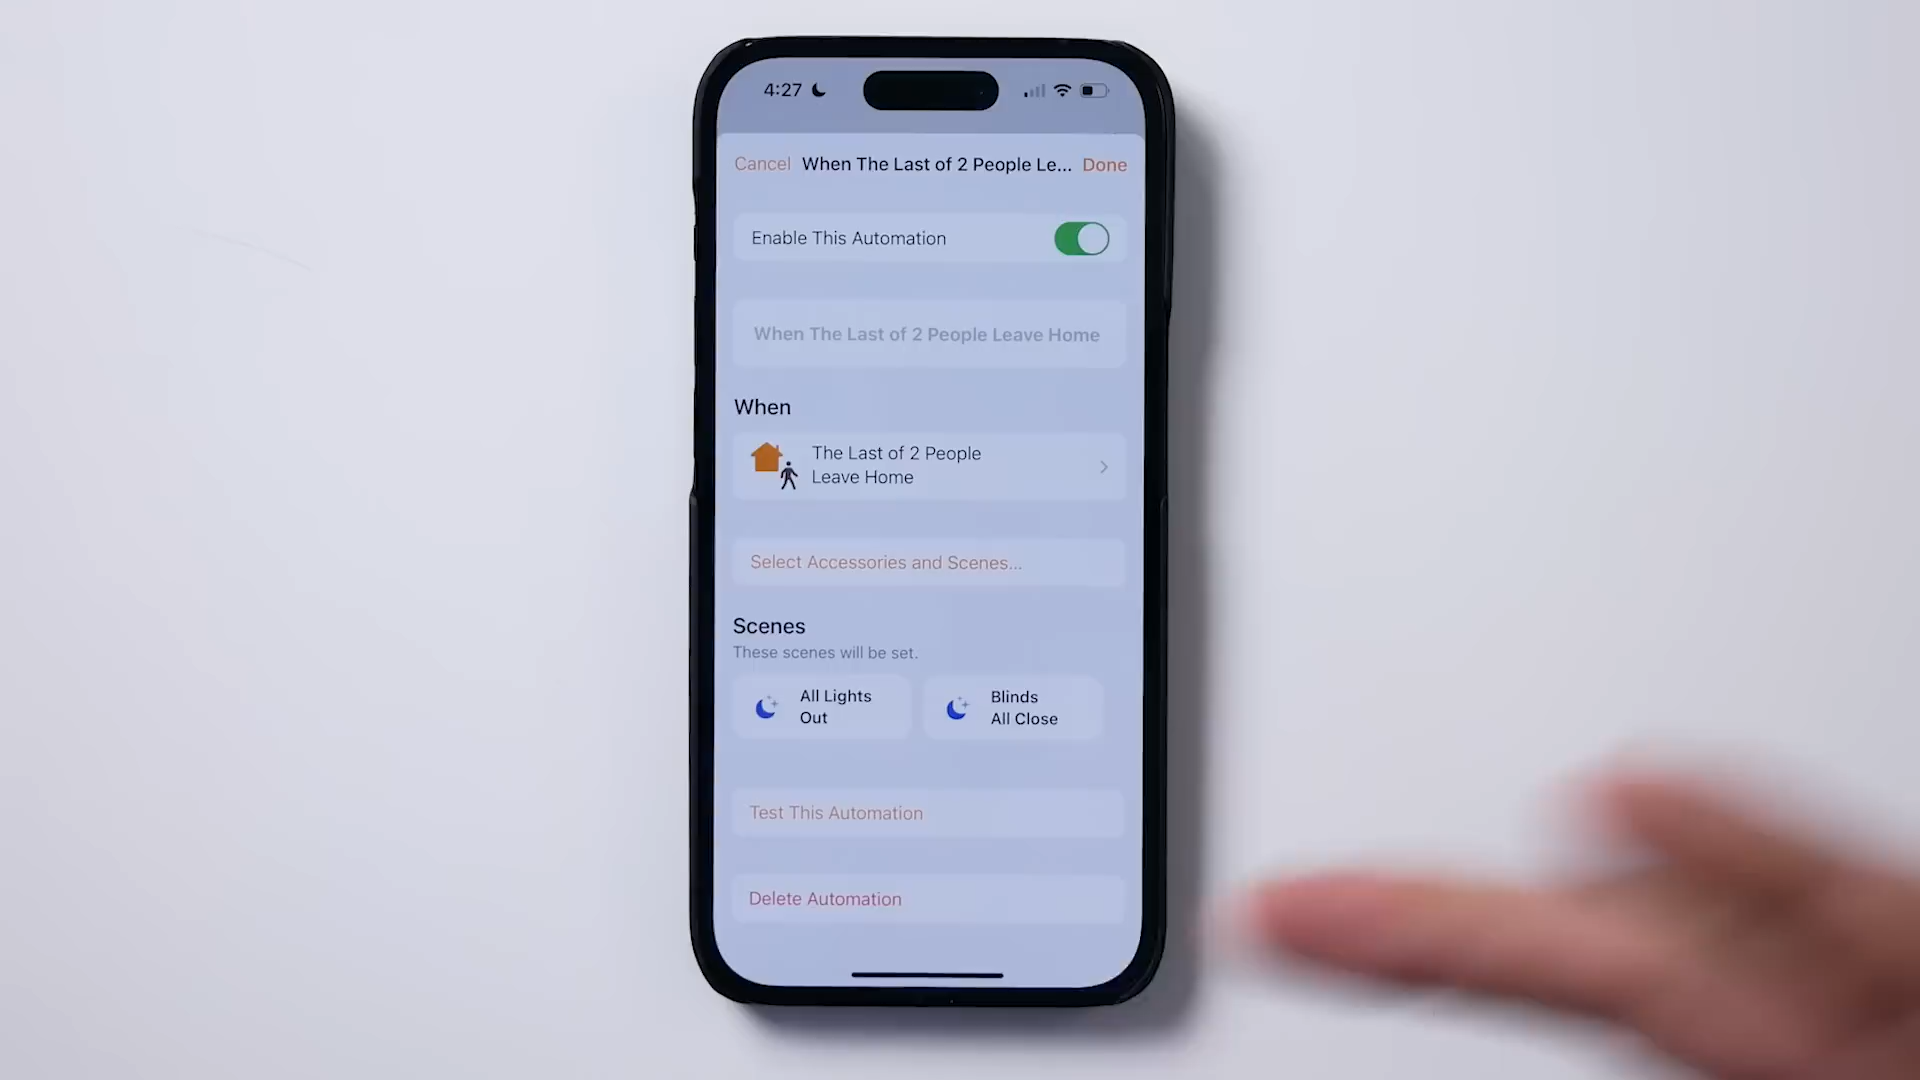 4:27
Cancel When The Last of 2 People Le... Done
Enable This Automation
When The Last of 2 People Leave Home
When
The Last of 2 People
Leave Home
Select Accessories and Scenes...
Scenes
These scenes will be set.
All Lights
Out
Blinds
All Close
Test This Automation
Delete Automation